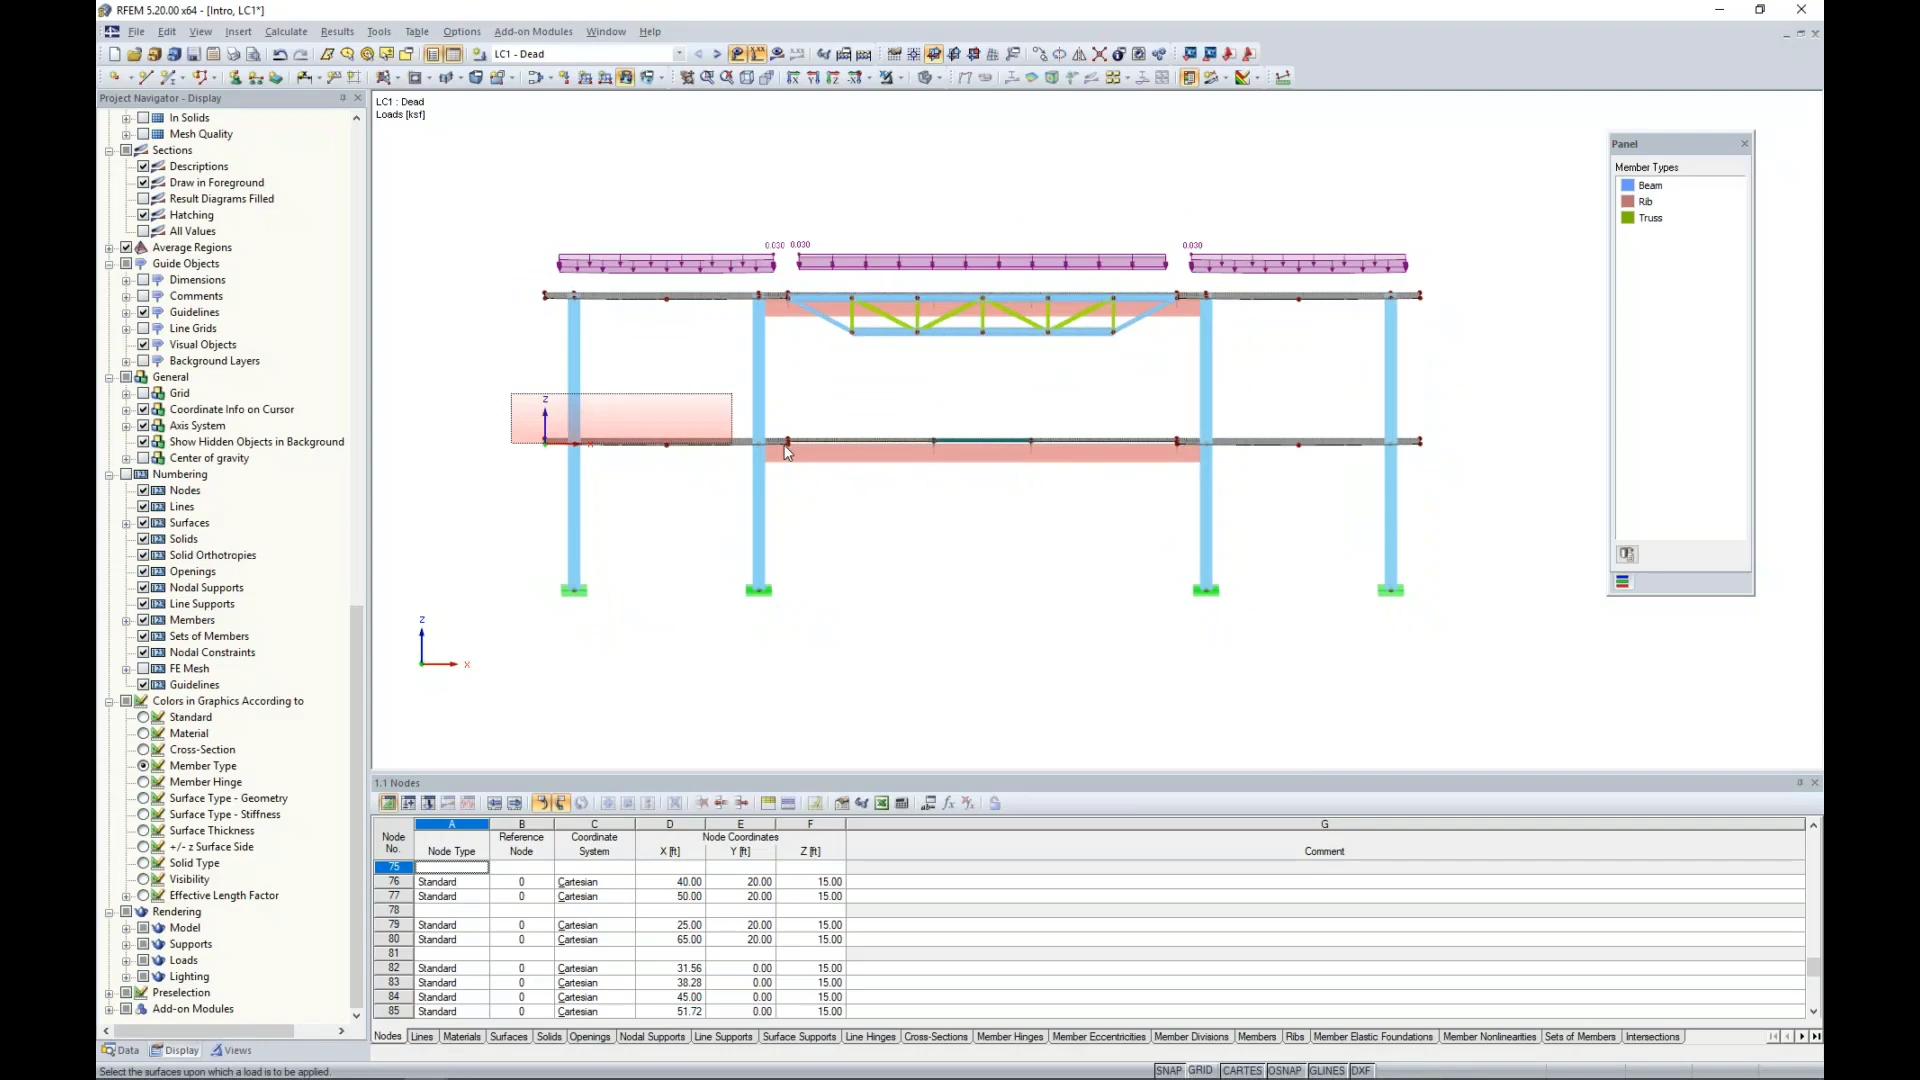 RFEM 5.20.00 x64 - [Intro, LC1*]
File Edit View Insert Calculate Results Tools Table Options Add-on Modules Window Help
LC1 - Dead
Project Navigator - Display
In Solids
Mesh Quality
Sections
Descriptions
Draw in Foreground
Result Diagrams Filled
Hatching
All Values
Average Regions
Guide Objects
Dimensions
Comments
Guidelines
Line Grids
Visual Objects
Background Layers
General
Grid
Coordinate Info on Cursor
Axis System
Show Hidden Objects in Background
Center of gravity
Numbering
Nodes
Lines
Surfaces
Solids
Solid Orthotropies
Openings
Nodal Supports
Line Supports
Members
Sets of Members
Nodal Constraints
FE Mesh
Guidelines
Colors in Graphics According to
Standard
Material
Cross-Section
Member Type
Member Hinge
Surface Type - Geometry
Surface Type - Stiffness
Surface Thickness
+/- z Surface Side
Solid Type
Visibility
Effective Length Factor
Rendering
Model
Supports
Loads
Lighting
Preselection
Add-on Modules
Data Display Views
LC1 : Dead
Loads [ksf]
0.030 0.030 0.030
Z
X
Z
X
Panel
Member Types
Beam
Rib
Truss
1.1 Nodes
A B C D E F G
Node Reference Coordinate Node Coordinates
No. Node Type Node System X [ft] Y [ft] Z [ft] Comment
75
76 Standard 0 Cartesian 40.00 20.00 15.00
77 Standard 0 Cartesian 50.00 20.00 15.00
78
79 Standard 0 Cartesian 25.00 20.00 15.00
80 Standard 0 Cartesian 65.00 20.00 15.00
81
82 Standard 0 Cartesian 31.56 0.00 15.00
83 Standard 0 Cartesian 38.28 0.00 15.00
84 Standard 0 Cartesian 45.00 0.00 15.00
85 Standard 0 Cartesian 51.72 0.00 15.00
Nodes Lines Materials Surfaces Solids Openings Nodal Supports Line Supports Surface Supports Line Hinges Cross-Sections Member Hinges Member Eccentricities Member Divisions Members Ribs Member Elastic Foundations Member Nonlinearities Sets of Members Intersections
Select the surfaces upon which a load is to be applied.
SNAP GRID CARTES OSNAP GLINES DXF